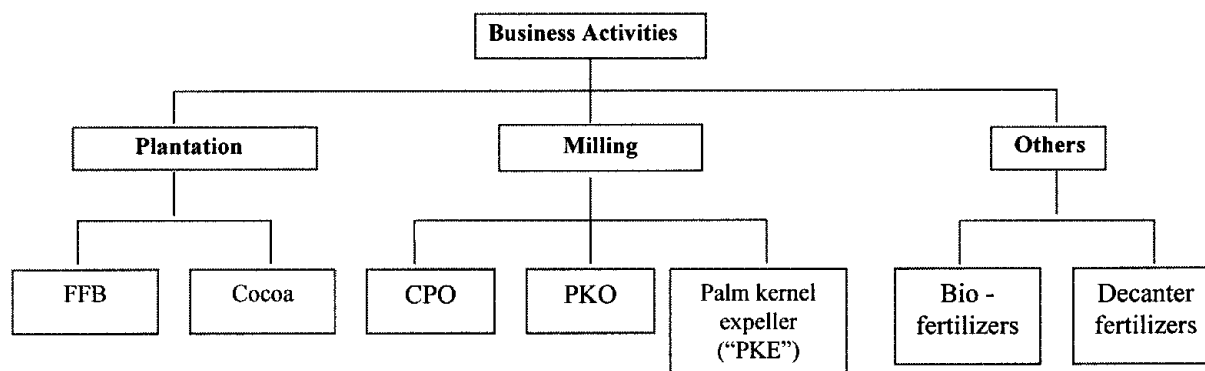 Business Activities
Plantation
Milling
Others
FFB
Cocoa
CPO
PKO
Palm kernel
expeller
(“PKE”)
Bio -
fertilizers
Decanter
fertilizers